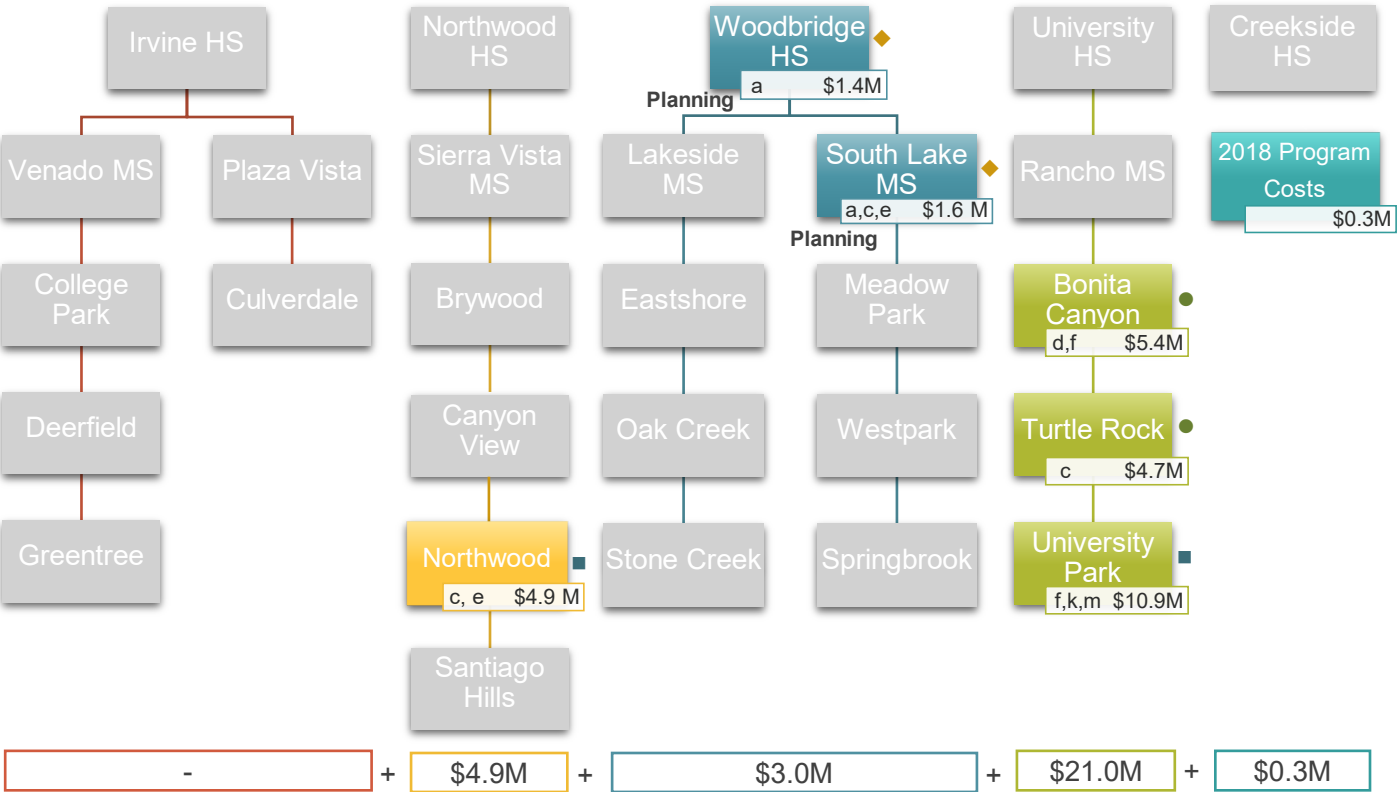 Irvine HS
Northwood
HS
Woodbridge
HS
a $1.4M
University
HS
Creekside
HS
Planning
Venado MS
Plaza Vista
Sierra Vista
MS
Lakeside
MS
South Lake
MS
a,c,e $1.6 M
Rancho MS
2018 Program
Costs
$0.3M
Planning
College
Park
Culverdale
Brywood
Eastshore
Meadow
Park
Bonita
Canyon
d,f $5.4M
Deerfield
Canyon
View
Oak Creek
Westpark
Turtle Rock
c $4.7M
Greentree
Northwood
c, e $4.9 M
Stone Creek
Springbrook
University
Park
f,k,m $10.9M
Santiago
Hills
- + $4.9M + $3.0M + $21.0M + $0.3M